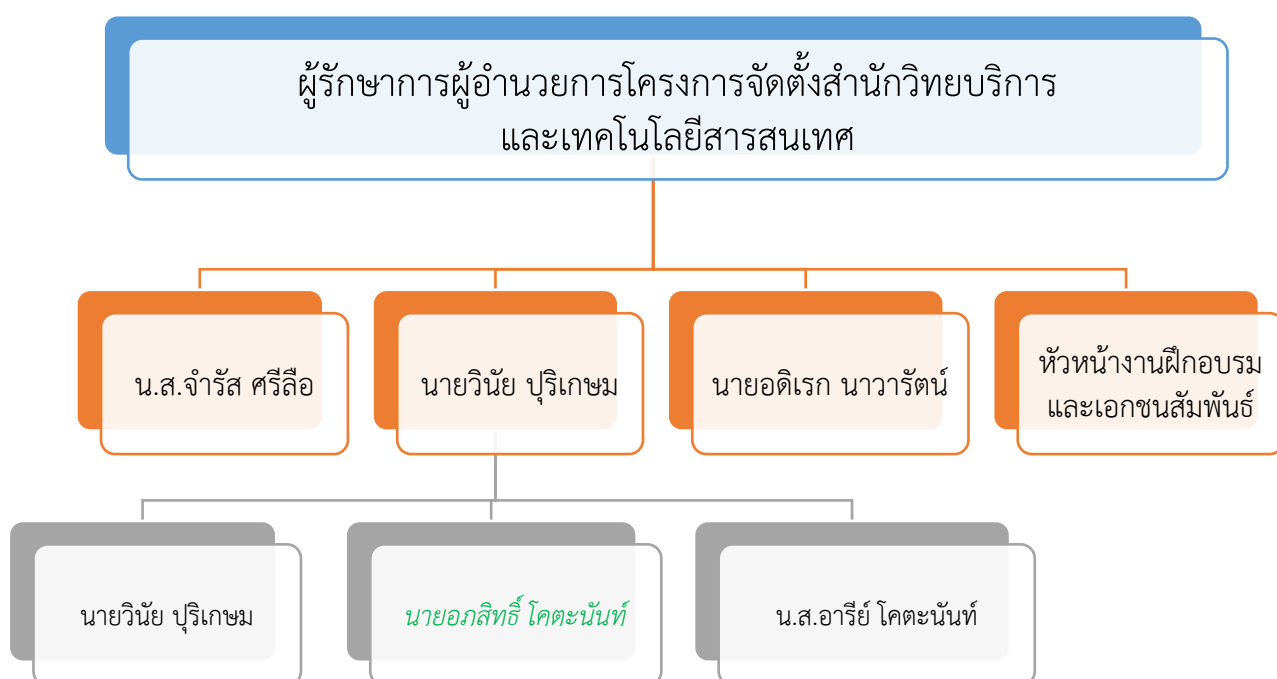 ผู้รักษาการผู้อำนวยการโครงการจัดตั้งสำนักวิทยบริการ
และเทคโนโลยีสารสนเทศ
น.ส.จำรัส ศรีลือ
นายวินัย ปุริเกษม
นายอดิเรก นาวารัตน์
หัวหน้างานฝึกอบรม
และเอกชนสัมพันธ์
นายวินัย ปุริเกษม
นายอภสิทธิ์ โคตะนันท์
น.ส.อารีย์ โคตะนันท์